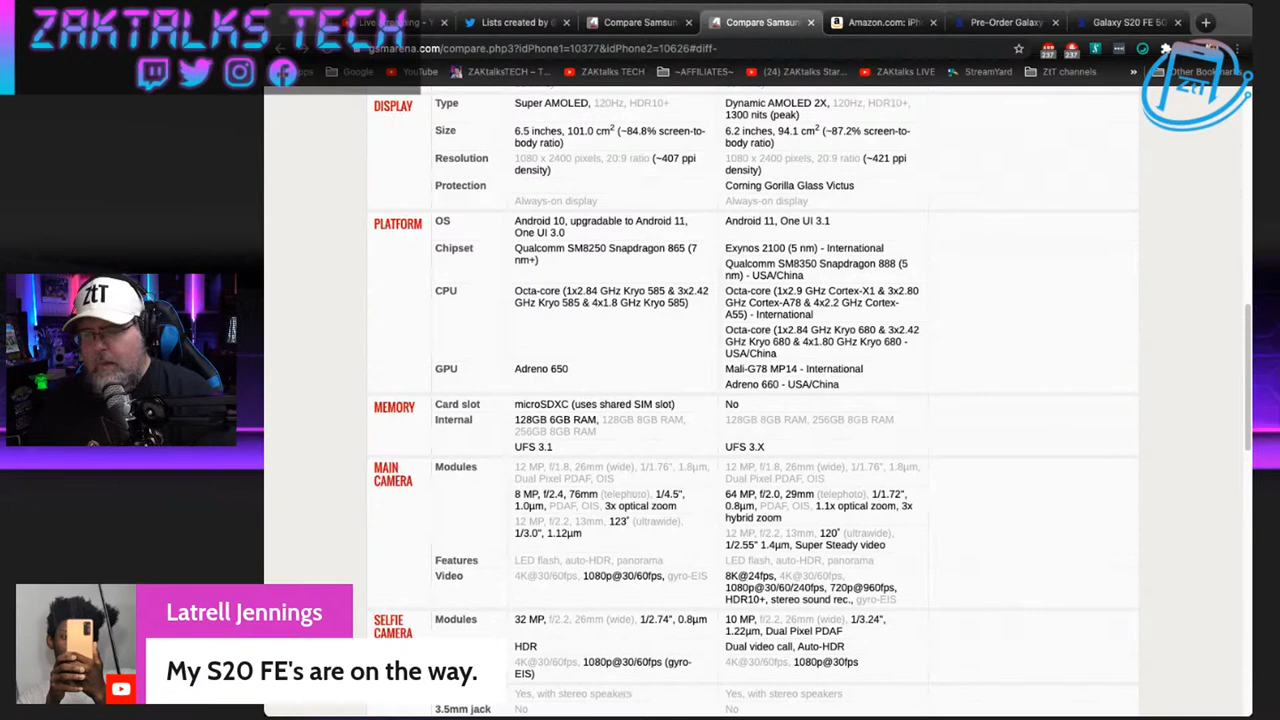 ZAKTALKS TECH
Live Streaming - Y
Lists created by @
Compare Samsun
Compare Samsun
Amazon.com: iPh
Pre-Order Galaxy
Galaxy S20 FE 5G
gsmarena.com/compare.php3?idPhone1=10377&idPhone2=10626#diff-
237
237
Apps
Google
YouTube
ZAKtalksTECH – T...
ZAKtalks TECH
~AFFILIATES~
(24) ZAKtalks Star...
ZAKtalks LIVE
StreamYard
ZtT channels
»
Other Bookmarks
ZtT
DISPLAY
Type
Super AMOLED, 120Hz, HDR10+
Dynamic AMOLED 2X, 120Hz, HDR10+,
1300 nits (peak)
Size
6.5 inches, 101.0 cm² (~84.8% screen-to-
body ratio)
6.2 inches, 94.1 cm² (~87.2% screen-to-
body ratio)
Resolution
1080 x 2400 pixels, 20:9 ratio (~407 ppi
density)
1080 x 2400 pixels, 20:9 ratio (~421 ppi
density)
Protection
Corning Gorilla Glass Victus
Always-on display
Always-on display
PLATFORM
OS
Android 10, upgradable to Android 11,
One UI 3.0
Android 11, One UI 3.1
Chipset
Qualcomm SM8250 Snapdragon 865 (7
nm+)
Exynos 2100 (5 nm) - International
Qualcomm SM8350 Snapdragon 888 (5
nm) - USA/China
CPU
Octa-core (1x2.84 GHz Kryo 585 & 3x2.42
GHz Kryo 585 & 4x1.8 GHz Kryo 585)
Octa-core (1x2.9 GHz Cortex-X1 & 3x2.80
GHz Cortex-A78 & 4x2.2 GHz Cortex-
A55) - International
Octa-core (1x2.84 GHz Kryo 680 & 3x2.42
GHz Kryo 680 & 4x1.80 GHz Kryo 680 -
USA/China
GPU
Adreno 650
Mali-G78 MP14 - International
Adreno 660 - USA/China
MEMORY
Card slot
microSDXC (uses shared SIM slot)
No
Internal
128GB 6GB RAM, 128GB 8GB RAM,
256GB 8GB RAM
128GB 8GB RAM, 256GB 8GB RAM
UFS 3.1
UFS 3.X
MAIN
CAMERA
Modules
12 MP, f/1.8, 26mm (wide), 1/1.76", 1.8µm,
Dual Pixel PDAF, OIS
12 MP, f/1.8, 26mm (wide), 1/1.76", 1.8µm,
Dual Pixel PDAF, OIS
8 MP, f/2.4, 76mm (telephoto), 1/4.5",
1.0µm, PDAF, OIS, 3x optical zoom
64 MP, f/2.0, 29mm (telephoto), 1/1.72",
0.8µm, PDAF, OIS, 1.1x optical zoom, 3x
hybrid zoom
12 MP, f/2.2, 13mm, 123˚ (ultrawide),
1/3.0", 1.12µm
12 MP, f/2.2, 13mm, 120˚ (ultrawide),
1/2.55" 1.4µm, Super Steady video
Features
LED flash, auto-HDR, panorama
LED flash, auto-HDR, panorama
Video
4K@30/60fps, 1080p@30/60fps, gyro-EIS
8K@24fps, 4K@30/60fps,
1080p@30/60/240fps, 720p@960fps,
HDR10+, stereo sound rec., gyro-EIS
SELFIE
CAMERA
Modules
32 MP, f/2.2, 26mm (wide), 1/2.74", 0.8µm
10 MP, f/2.2, 26mm (wide), 1/3.24",
1.22µm, Dual Pixel PDAF
HDR
Dual video call, Auto-HDR
4K@30/60fps, 1080p@30/60fps (gyro-
EIS)
4K@30/60fps, 1080p@30fps
Yes, with stereo speakers
Yes, with stereo speakers
3.5mm jack
No
No
ZtT
Latrell Jennings
My S20 FE's are on the way.